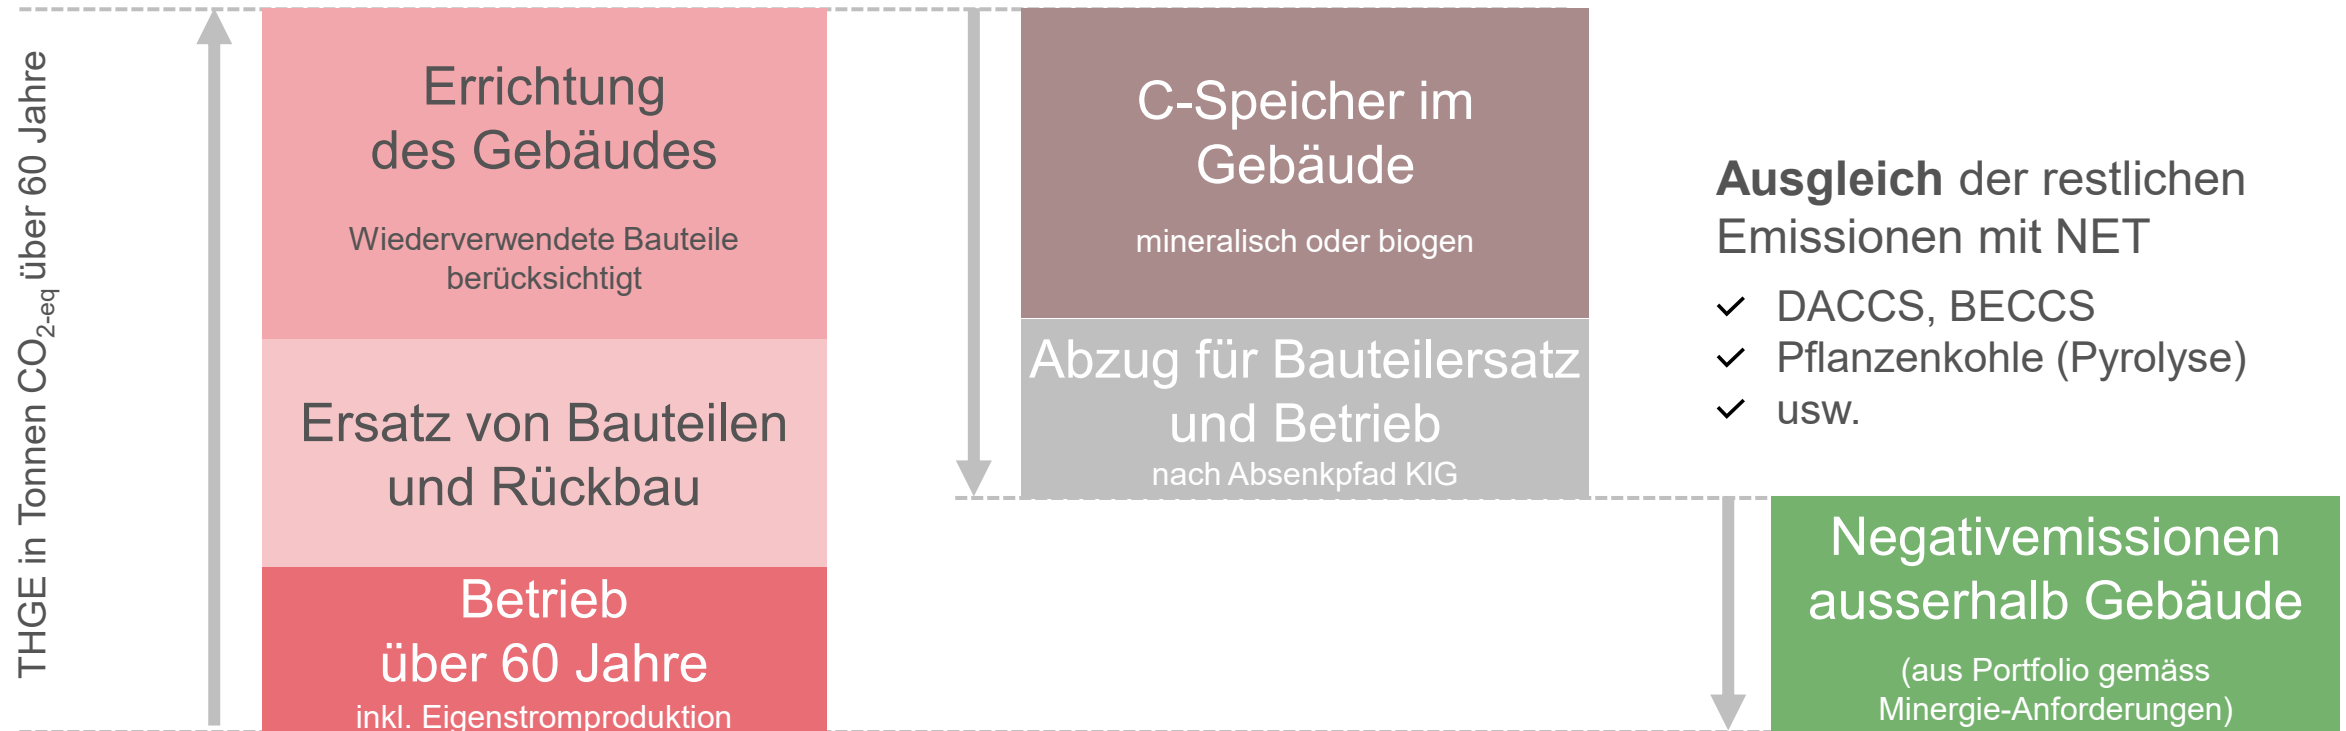 THGE in Tonnen CO2-eq über 60 Jahre
Errichtung
des Gebäudes
Wiederverwendete Bauteile
berücksichtigt
Ersatz von Bauteilen
und Rückbau
Betrieb
über 60 Jahre
inkl. Eigenstromproduktion
C-Speicher im
Gebäude
mineralisch oder biogen
Abzug für Bauteilersatz
und Betrieb
nach Absenkpfad KlG
Ausgleich der restlichen
Emissionen mit NET
✓ DACCS, BECCS
✓ Pflanzenkohle (Pyrolyse)
✓ usw.
Negativemissionen
ausserhalb Gebäude
(aus Portfolio gemäss
Minergie-Anforderungen)